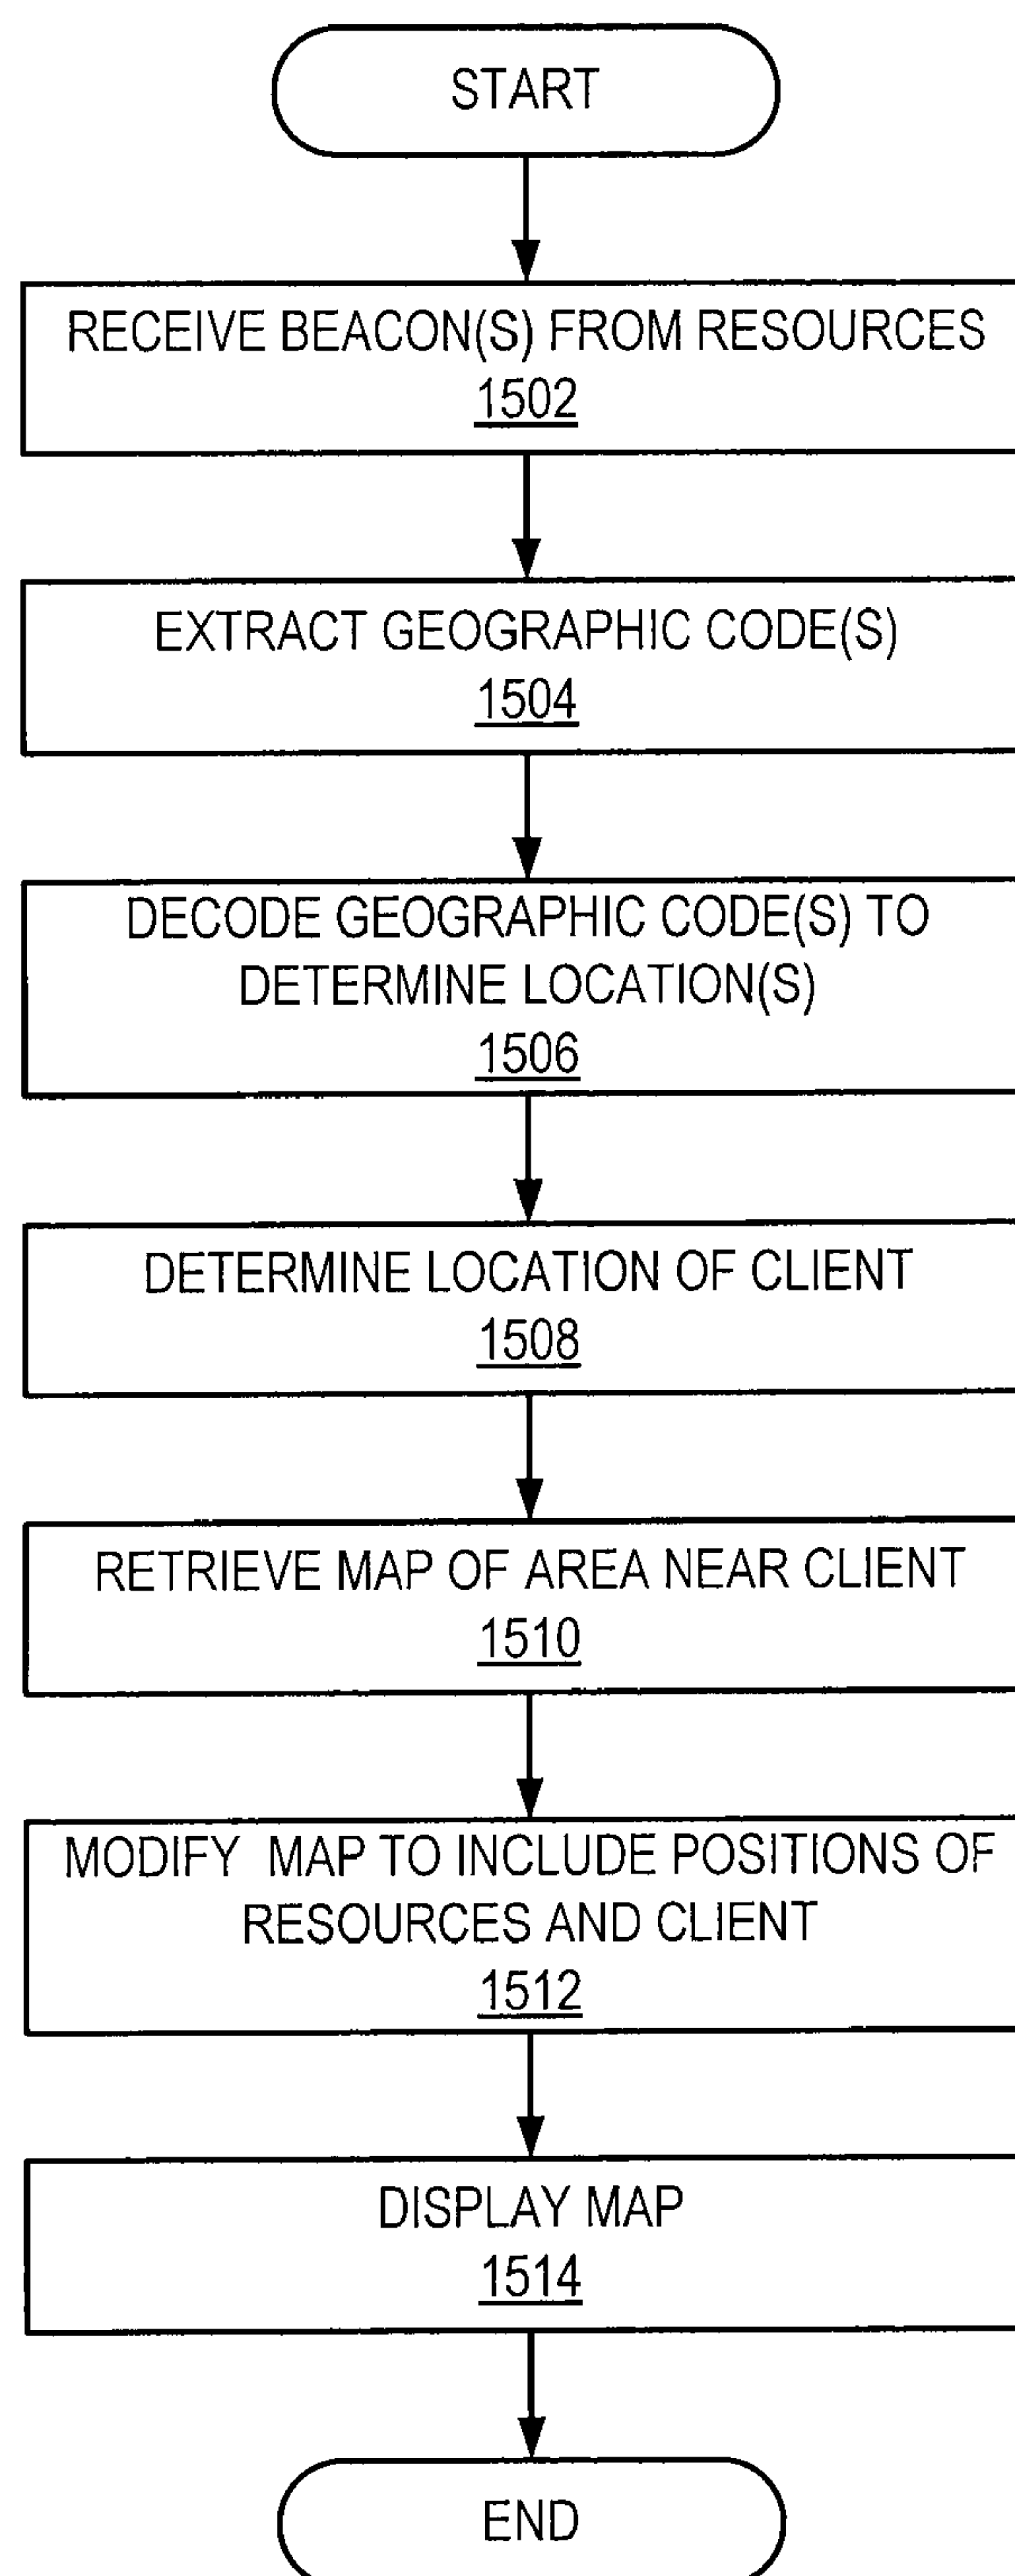 START
RECEIVE BEACON(S) FROM RESOURCES
1502
EXTRACT GEOGRAPHIC CODE(S)
1504
DECODE GEOGRAPHIC CODE(S) TO
DETERMINE LOCATION(S)
1506
DETERMINE LOCATION OF CLIENT
1508
RETRIEVE MAP OF AREA NEAR CLIENT
1510
MODIFY MAP TO INCLUDE POSITIONS OF
RESOURCES AND CLIENT
1512
DISPLAY MAP
1514
END